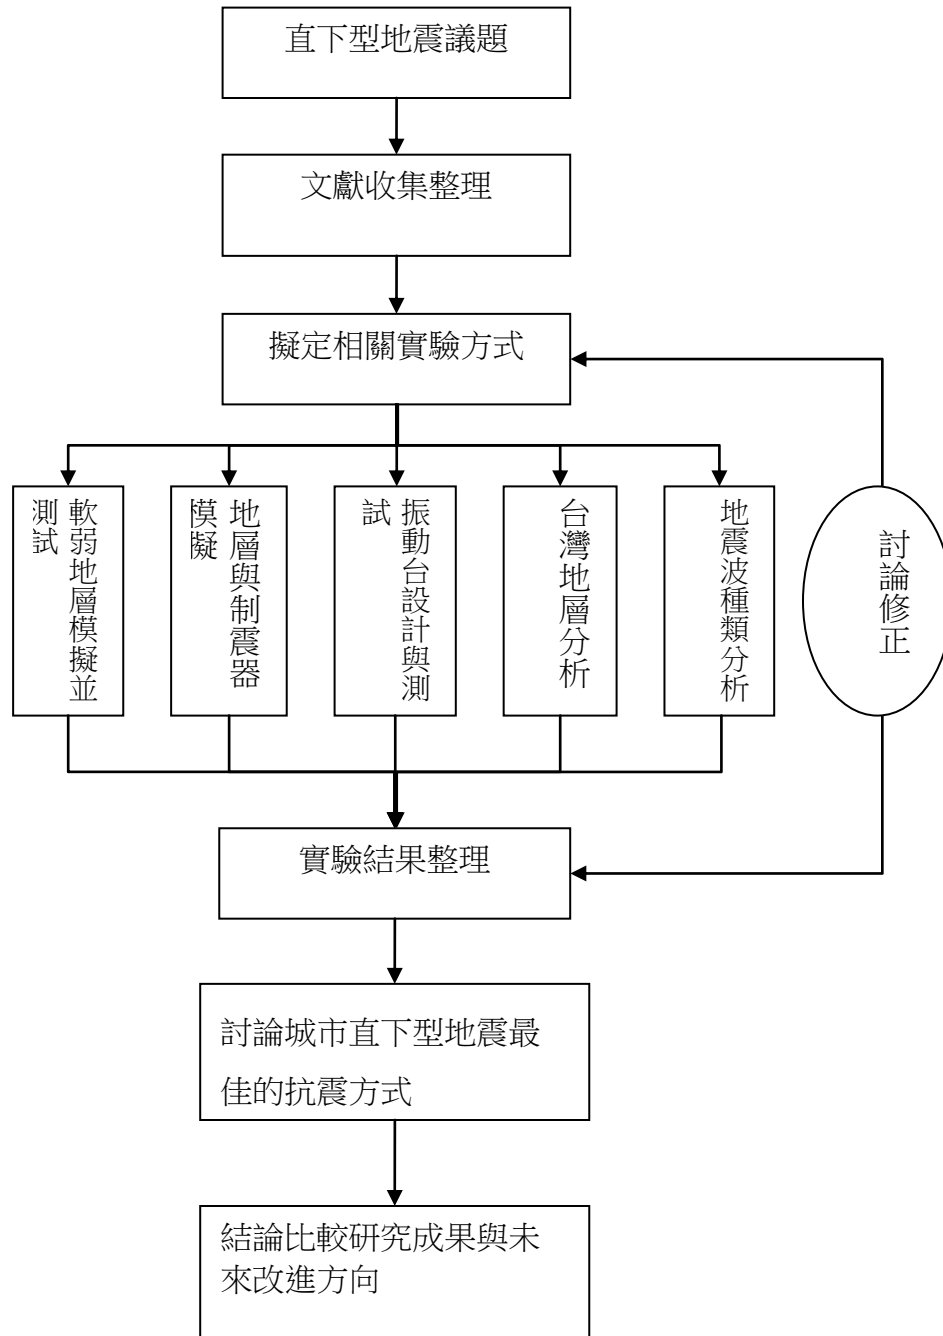 直下型地震議題
文獻收集整理
擬定相關實驗方式
軟弱地層模擬並
測試
地層與制震器
模擬
振動台設計與測
試
台灣地層分析
地震波種類分析
討論修正
實驗結果整理
討論城市直下型地震最
佳的抗震方式
結論比較研究成果與未
來改進方向